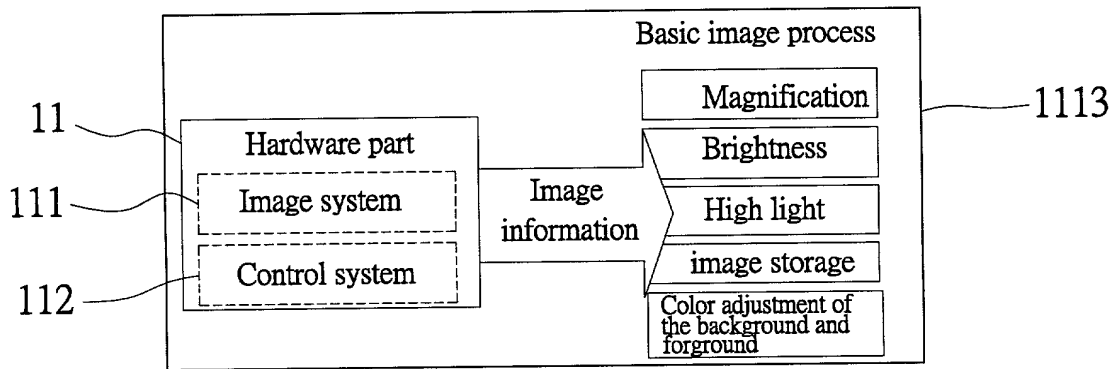 Basic image process
Magnification
1113
11
Hardware part
Brightness
111
Image system
Image
information
High light
112
Control system
image storage
Color adjustment of
the background and
forground